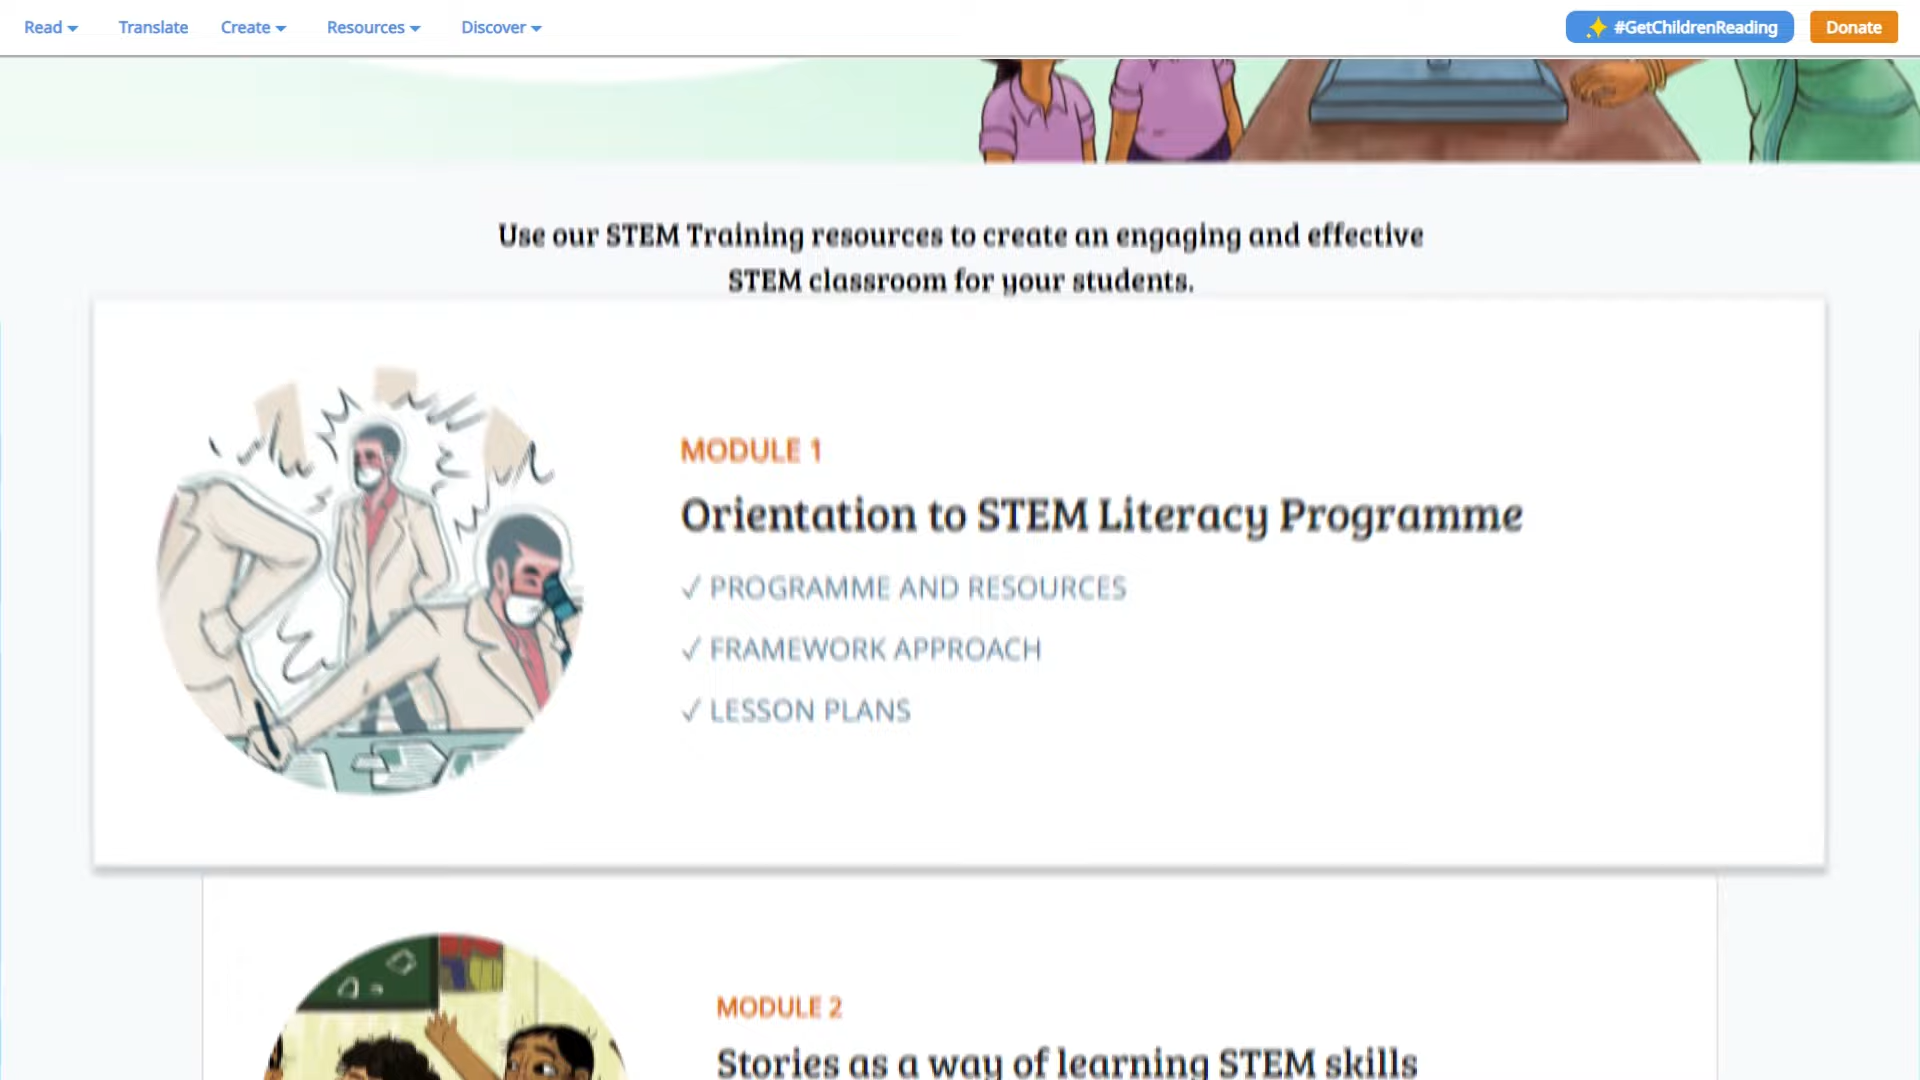 Read
Translate
Create
Resources
Discover
#GetChildrenReading
Donate
Use our STEM Training resources to create an engaging and effective
STEM classroom for your students.
MODULE 1
Orientation to STEM Literacy Programme
✓ PROGRAMME AND RESOURCES
✓ FRAMEWORK APPROACH
✓ LESSON PLANS
MODULE 2
Stories as a way of learning STEM skills